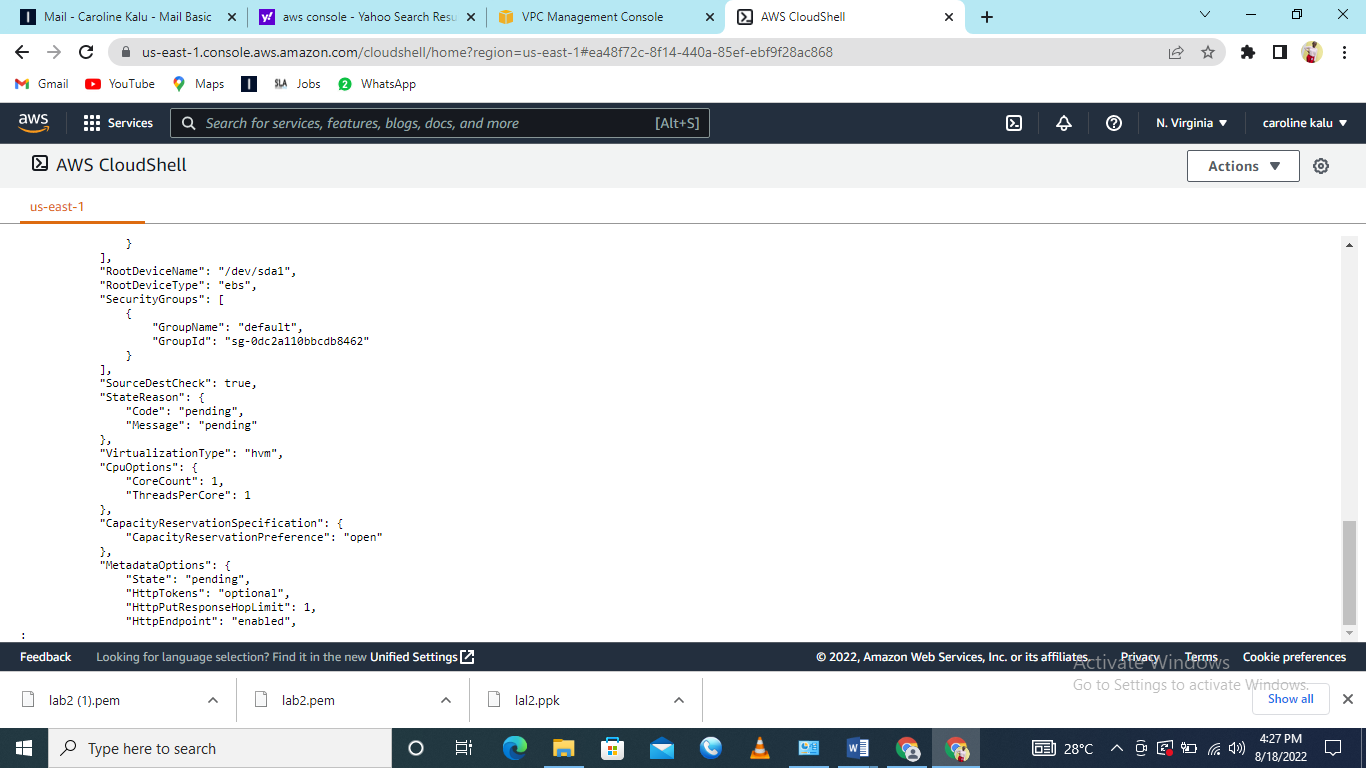 Mail - Caroline Kalu - Mail Basic
aws console - Yahoo Search Resu
VPC Management Console
AWS CloudShell
us-east-1.console.aws.amazon.com/cloudshell/home?region=us-east-1#ea48f72c-8f14-440a-85ef-ebf9f28ac868
Gmail
YouTube
Maps
SLA Jobs
2 WhatsApp
aws
Services
Search for services, features, blogs, docs, and more
[Alt+S]
N. Virginia
caroline kalu
AWS CloudShell
Actions
us-east-1
}
],
"RootDeviceName": "/dev/sda1",
"RootDeviceType": "ebs",
"SecurityGroups": [
{
"GroupName": "default",
"GroupId": "sg-0dc2a110bbcdb8462"
}
],
"SourceDestCheck": true,
"StateReason": {
"Code": "pending",
"Message": "pending"
},
"VirtualizationType": "hvm",
"CpuOptions": {
"CoreCount": 1,
"ThreadsPerCore": 1
},
"CapacityReservationSpecification": {
"CapacityReservationPreference": "open"
},
"MetadataOptions": {
"State": "pending",
"HttpTokens": "optional",
"HttpPutResponseHopLimit": 1,
"HttpEndpoint": "enabled",
:
Feedback
Looking for language selection? Find it in the new Unified Settings
© 2022, Amazon Web Services, Inc. or its affiliates.
Privacy
Terms
Cookie preferences
Activate Windows
Go to Settings to activate Windows.
lab2 (1).pem
lab2.pem
lal2.ppk
Show all
Type here to search
28°C
4:27 PM
8/18/2022